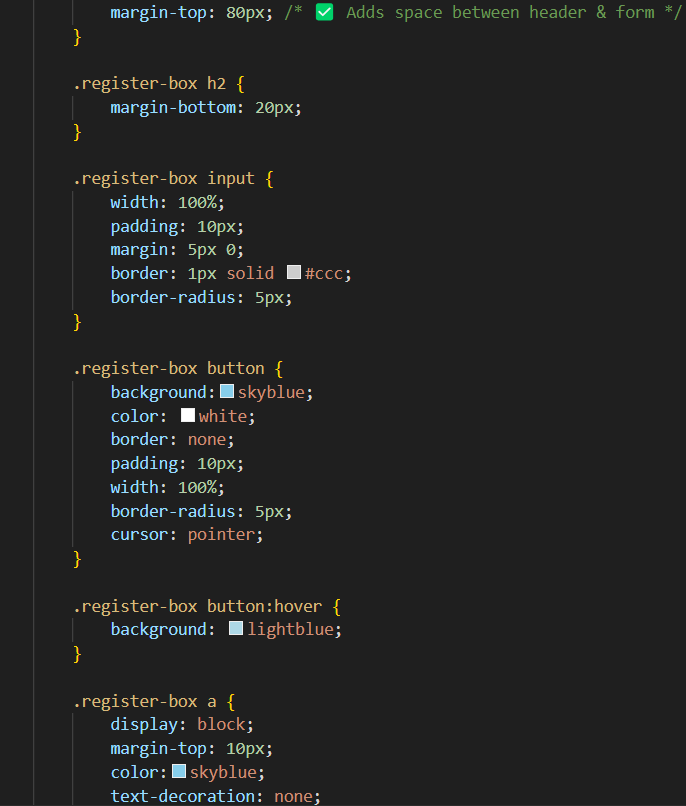 margin-top: 80px; /* ✅ Adds space between header & form */
}
.register-box h2 {
margin-bottom: 20px;
}
.register-box input {
width: 100%;
padding: 10px;
margin: 5px 0;
border: 1px solid #ccc;
border-radius: 5px;
}
.register-box button {
background: skyblue;
color: white;
border: none;
padding: 10px;
width: 100%;
border-radius: 5px;
cursor: pointer;
}
.register-box button:hover {
background: lightblue;
}
.register-box a {
display: block;
margin-top: 10px;
color: skyblue;
text-decoration: none;